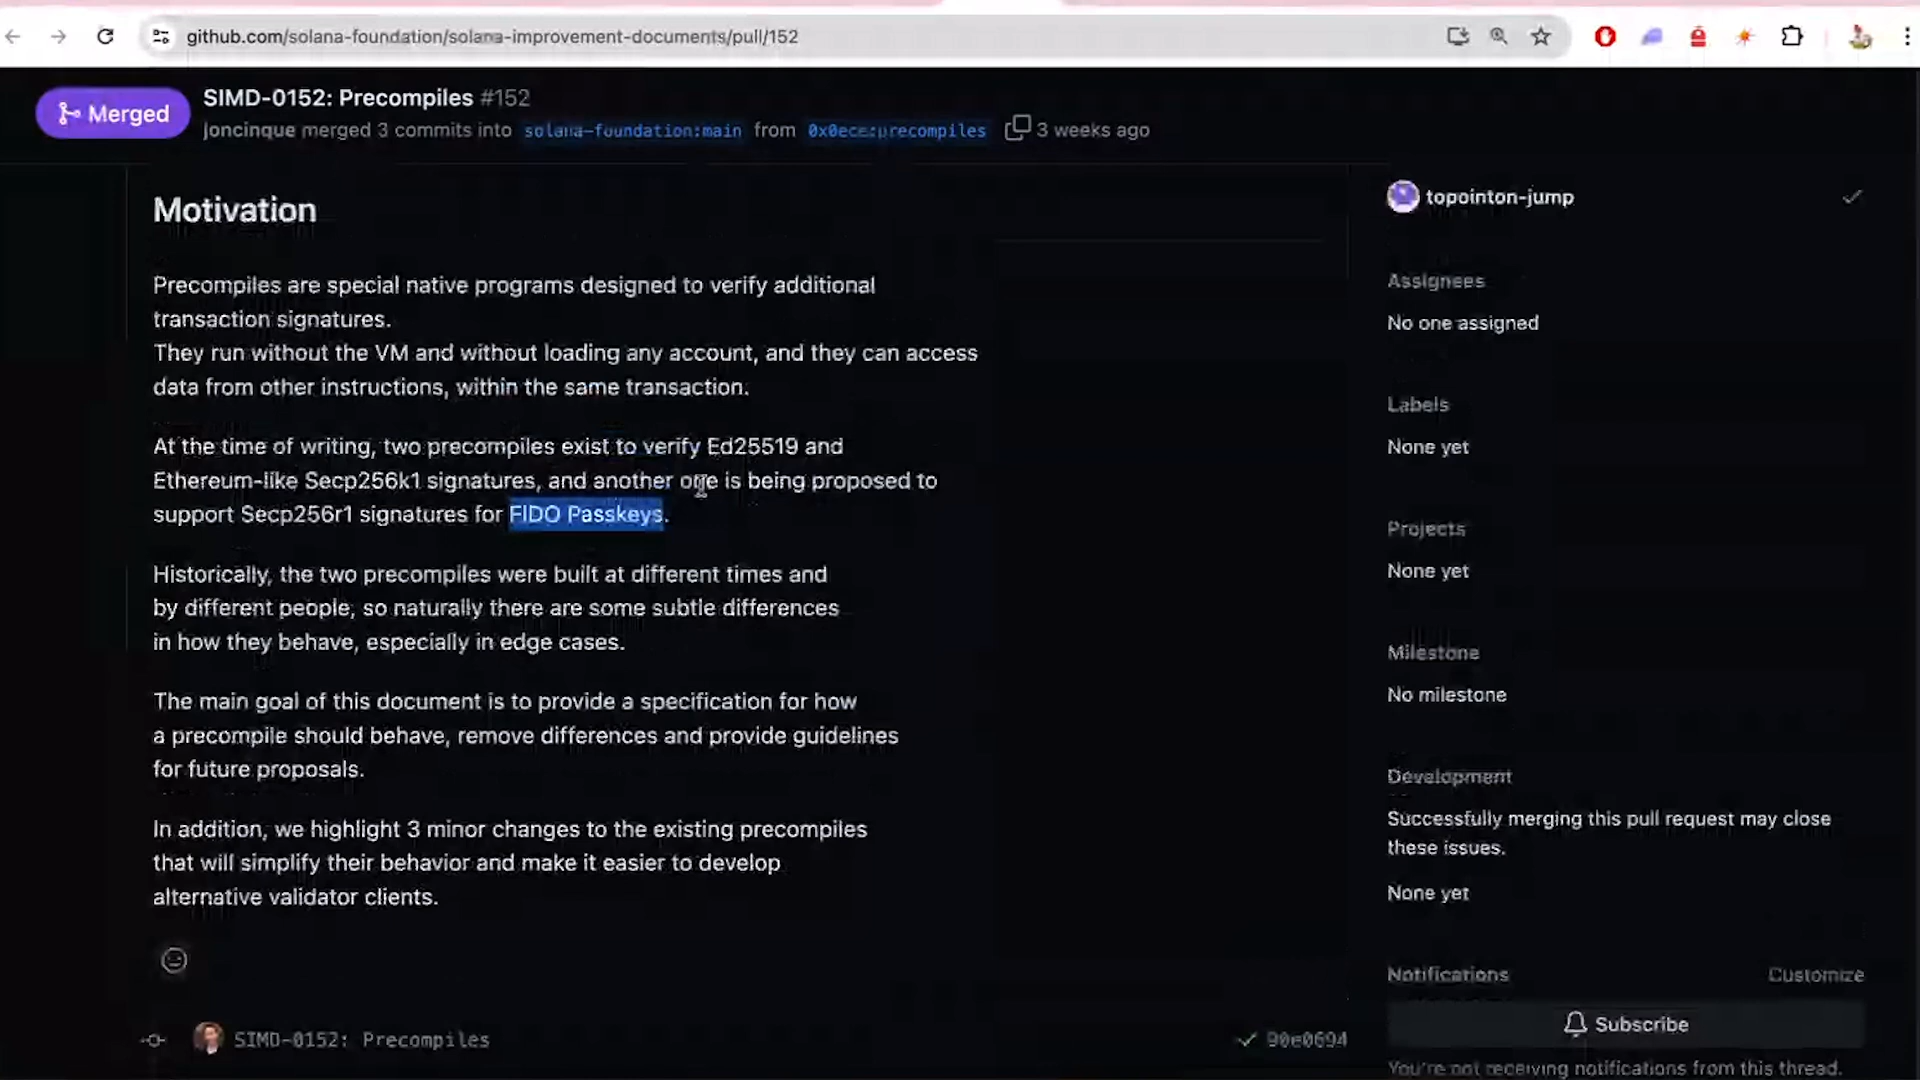 github.com/solana-foundation/solana-improvement-documents/pull/152
Merged
SIMD-0152: Precompiles #152
joncinque merged 3 commits into solana-foundation:main from 0x0ece:precompiles 3 weeks ago
Motivation
Precompiles are special native programs designed to verify additional
transaction signatures.
They run without the VM and without loading any account, and they can access
data from other instructions, within the same transaction.
At the time of writing, two precompiles exist to verify Ed25519 and
Ethereum-like Secp256k1 signatures, and another one is being proposed to
support Secp256r1 signatures for FIDO Passkeys.
Historically, the two precompiles were built at different times and
by different people, so naturally there are some subtle differences
in how they behave, especially in edge cases.
The main goal of this document is to provide a specification for how
a precompile should behave, remove differences and provide guidelines
for future proposals.
In addition, we highlight 3 minor changes to the existing precompiles
that will simplify their behavior and make it easier to develop
alternative validator clients.
SIMD-0152: Precompiles
90e0694
topointon-jump
Assignees
No one assigned
Labels
None yet
Projects
None yet
Milestone
No milestone
Development
Successfully merging this pull request may close
these issues.
None yet
Notifications
Customize
Subscribe
You're not receiving notifications from this thread.